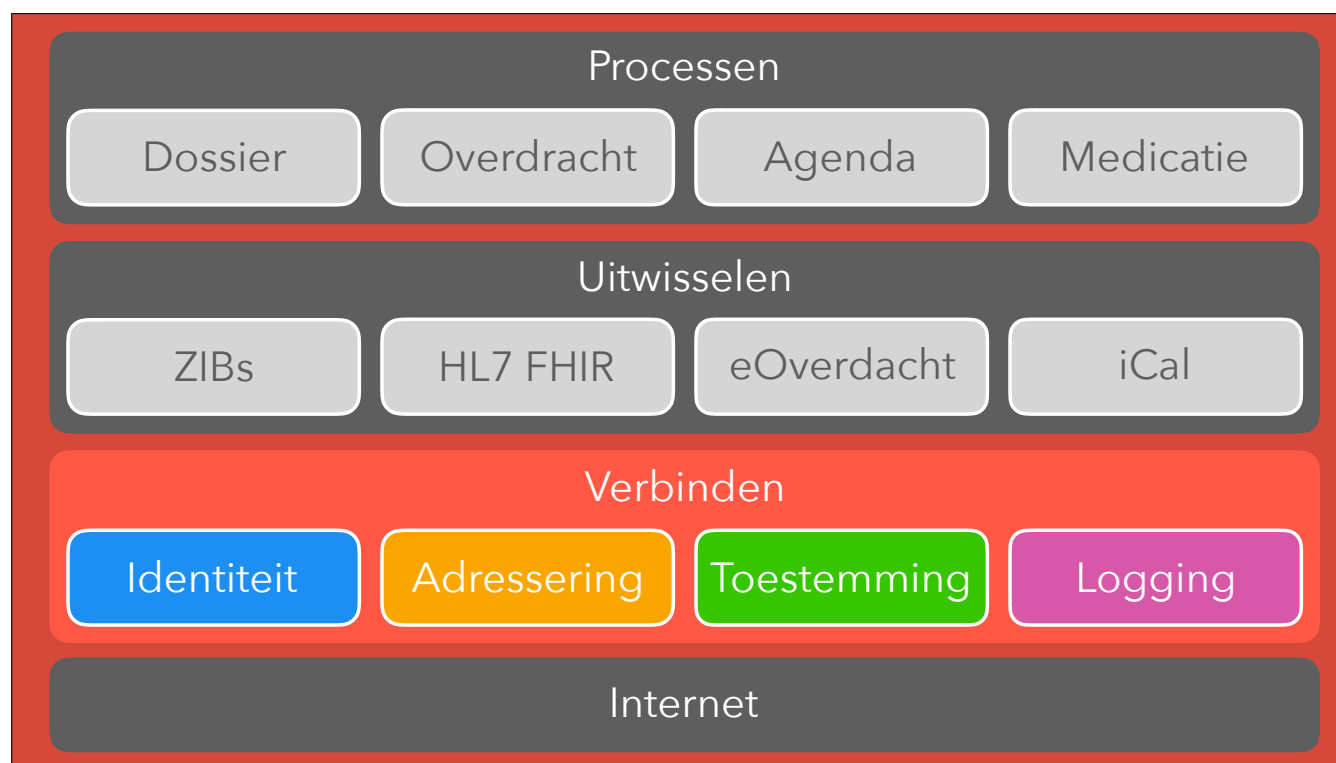 Processen
Dossier
Overdracht
Agenda
Medicatie
Uitwisselen
ZIBs
HL7 FHIR
eOverdacht
iCal
Verbinden
Identiteit
Adressering
Toestemming
Logging
Internet